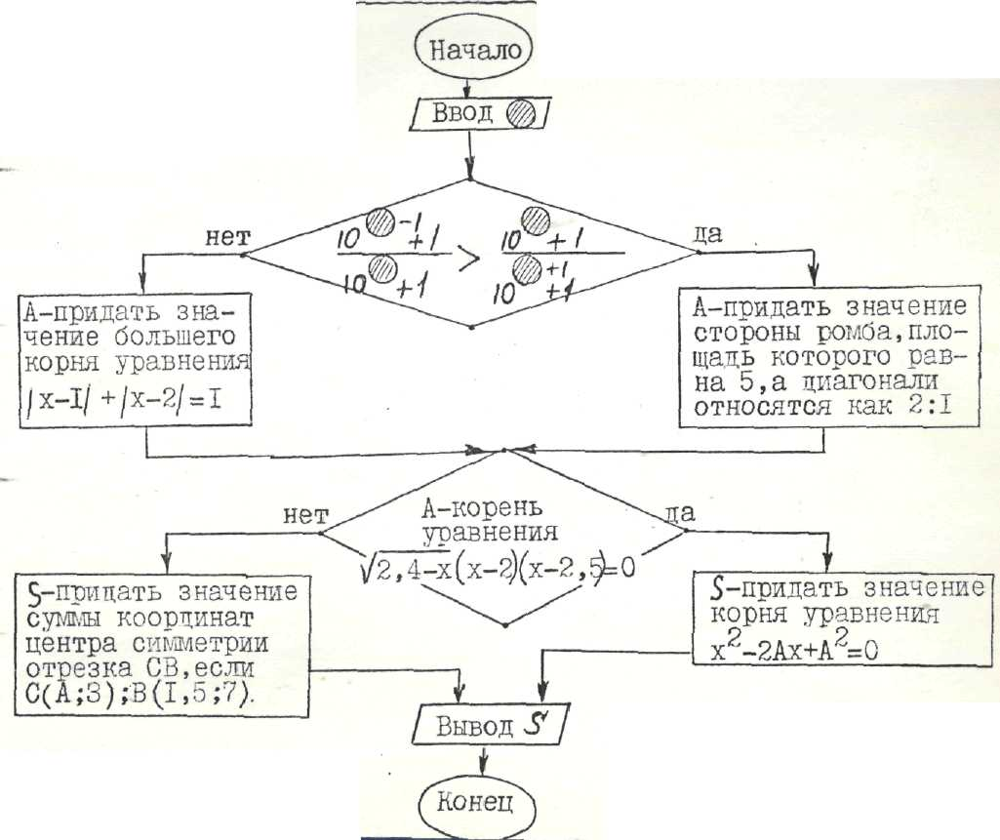 Начало
Ввод
нет
10 -1 +1
10 +1
>
10 +1
10 +1 +1
да
А-придать зна-
чение большего
корня уравнения
|x-I| + |x-2| = I
А-придать значение
стороны ромба, пло-
щадь которого рав-
на 5, а диагонали
относятся как 2:I
нет
А-корень
уравнения
√2,4-x(x-2)(x-2,5)=0
да
S-придать значение
суммы координат
центра симметрии
отрезка СВ, если
С(А;3);В(I,5;7).
S-придать значение
корня уравнения
x²-2Ax+A²=0
Вывод S
Конец